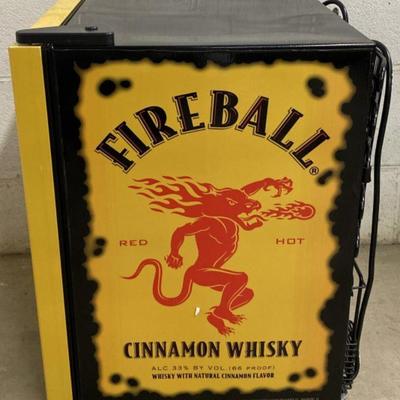 FIREBALL®
RED HOT
CINNAMON WHISKY
ALC 33% BY VOL.(66 PROOF)
WHISKY WITH NATURAL CINNAMON FLAVOR